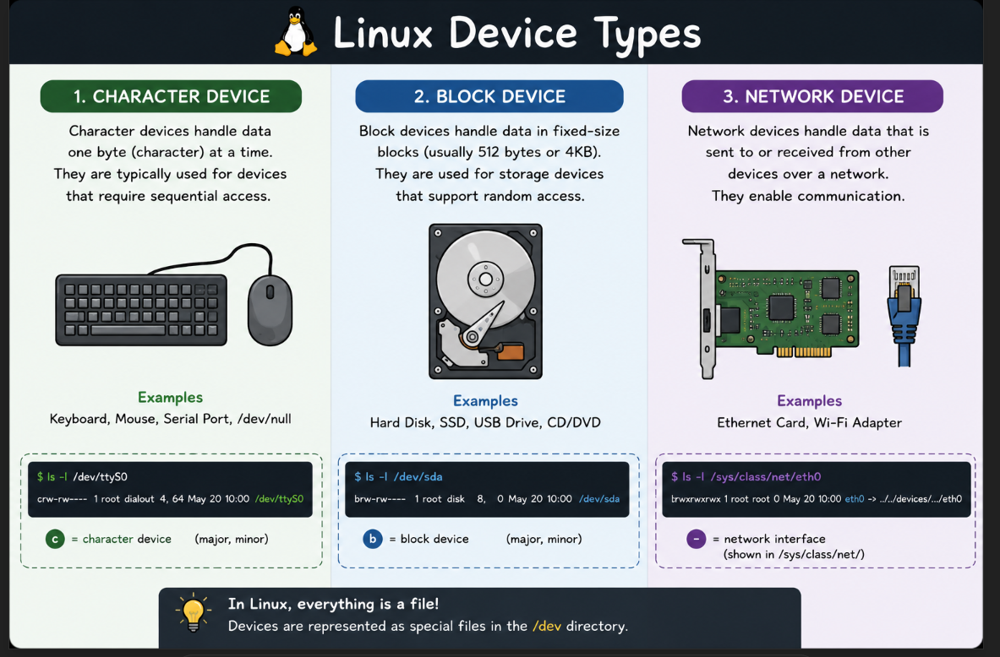 Linux Device Types
1. CHARACTER DEVICE
Character devices handle data
one byte (character) at a time.
They are typically used for devices
that require sequential access.
Examples
Keyboard, Mouse, Serial Port, /dev/null
$ ls -l /dev/ttyS0
crw-rw---- 1 root dialout 4, 64 May 20 10:00 /dev/ttyS0
c = character device (major, minor)
2. BLOCK DEVICE
Block devices handle data in fixed-size
blocks (usually 512 bytes or 4KB).
They are used for storage devices
that support random access.
Examples
Hard Disk, SSD, USB Drive, CD/DVD
$ ls -l /dev/sda
brw-rw---- 1 root disk 8, 0 May 20 10:00 /dev/sda
b = block device (major, minor)
3. NETWORK DEVICE
Network devices handle data that is
sent to or received from other
devices over a network.
They enable communication.
Examples
Ethernet Card, Wi-Fi Adapter
$ ls -l /sys/class/net/eth0
brwxrwxrwx 1 root root 0 May 20 10:00 eth0 -> ../../devices/.../eth0
- = network interface
(shown in /sys/class/net/)
In Linux, everything is a file!
Devices are represented as special files in the /dev directory.